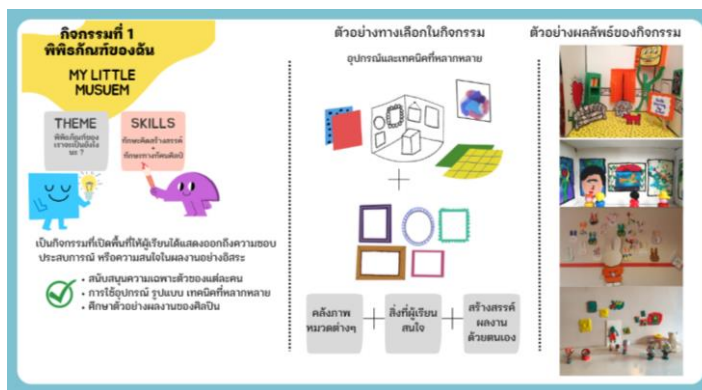 กิจกรรมที่ 1
พิพิธภัณฑ์ของฉัน
MY LITTLE
MUSUEM
THEME
พิพิธภัณฑ์ของ
เราจะเป็นยังไง
นะ ?
SKILLS
ทักษะคิดสร้างสรรค์
+
ทักษะทางทัศนศิลป์
เป็นกิจกรรมที่เปิดพื้นที่ให้ผู้เรียนได้แสดงออกถึงความชอบ
ประสบการณ์ หรือความสนใจในผลงานอย่างอิสระ
• สนับสนุนความเฉพาะตัวของแต่ละคน
• การใช้อุปกรณ์ รูปแบบ เทคนิคที่หลากหลาย
• ศึกษาตัวอย่างผลงานของศิลปิน
ตัวอย่างทางเลือกในกิจกรรม
อุปกรณ์และเทคนิคที่หลากหลาย
คลังภาพ
หมวดต่างๆ
สิ่งที่ผู้เรียน
สนใจ
สร้างสรรค์
ผลงาน
ด้วยตนเอง
ตัวอย่างผลลัพธ์ของกิจกรรม